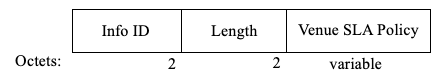 Info ID Length Venue SLA Policy
Octets: 2 2 variable